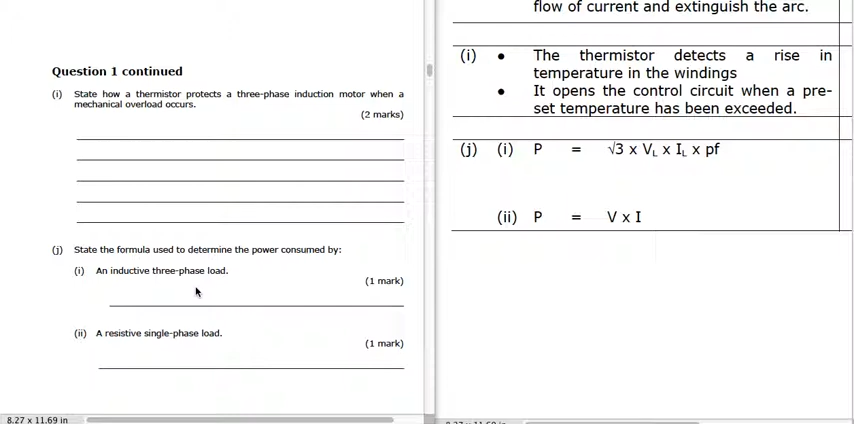 Question 1 continued
(i) State how a thermistor protects a three-phase induction motor when a
mechanical overload occurs.
(2 marks)
(j) State the formula used to determine the power consumed by:
(i) An inductive three-phase load.
(1 mark)
(ii) A resistive single-phase load.
(1 mark)
8.27 x 11.69 in
flow of current and extinguish the arc.
(i) • The thermistor detects a rise in
temperature in the windings
• It opens the control circuit when a pre-
set temperature has been exceeded.
(j) (i) P = √3 x VL x IL x pf
(ii) P = V x I